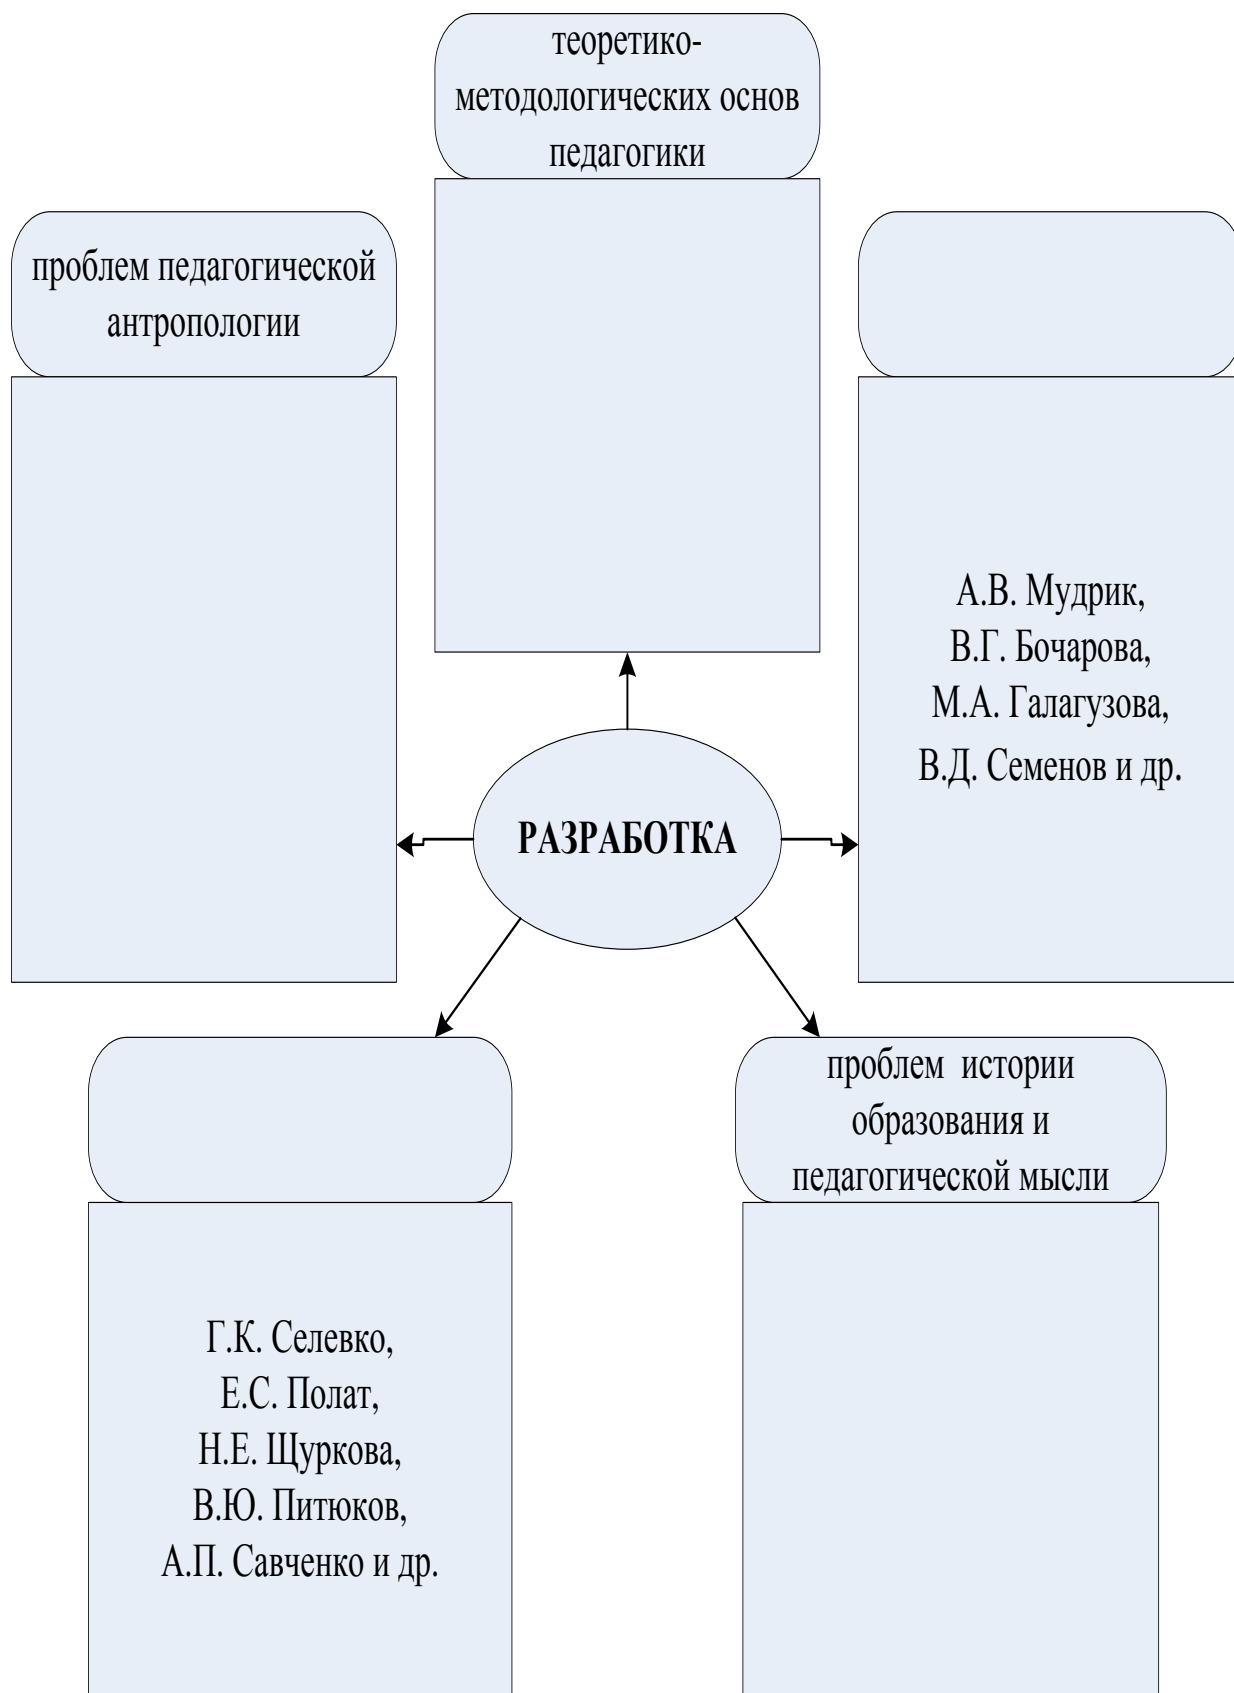 теоретико-
методологических основ
педагогики
проблем педагогической
антропологии
А.В. Мудрик,
В.Г. Бочарова,
М.А. Галагузова,
В.Д. Семенов и др.
РАЗРАБОТКА
проблем истории
образования и
педагогической мысли
Г.К. Селевко,
Е.С. Полат,
Н.Е. Щуркова,
В.Ю. Питюков,
А.П. Савченко и др.